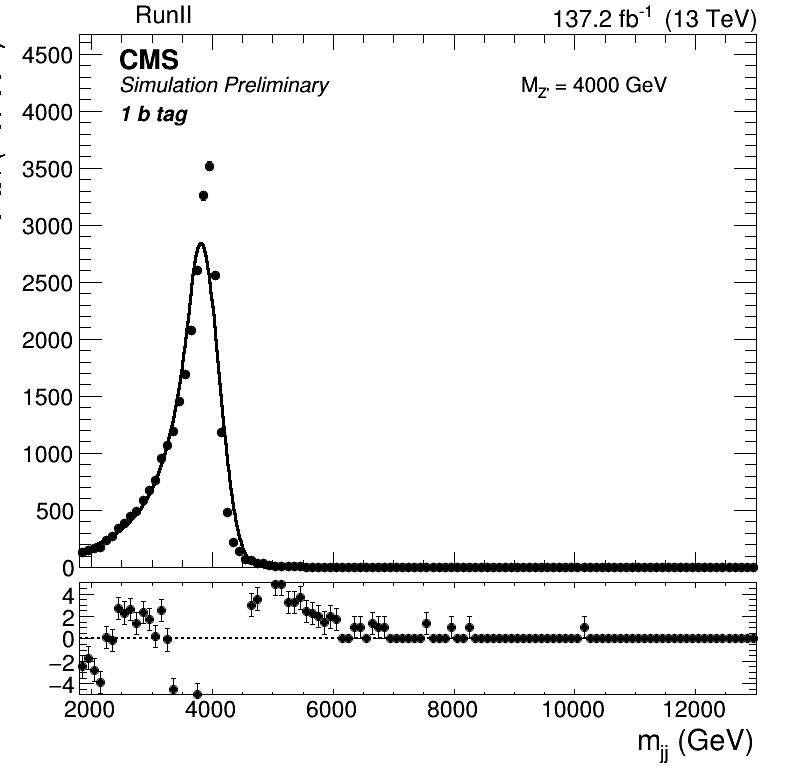 RunII
137.2 fb-1 (13 TeV)
CMS
Simulation Preliminary
MZ' = 4000 GeV
1 b tag
4500
4000
3500
3000
2500
2000
1500
1000
500
0
4
2
0
−2
−4
2000 4000 6000 8000 10000 12000
mjj (GeV)